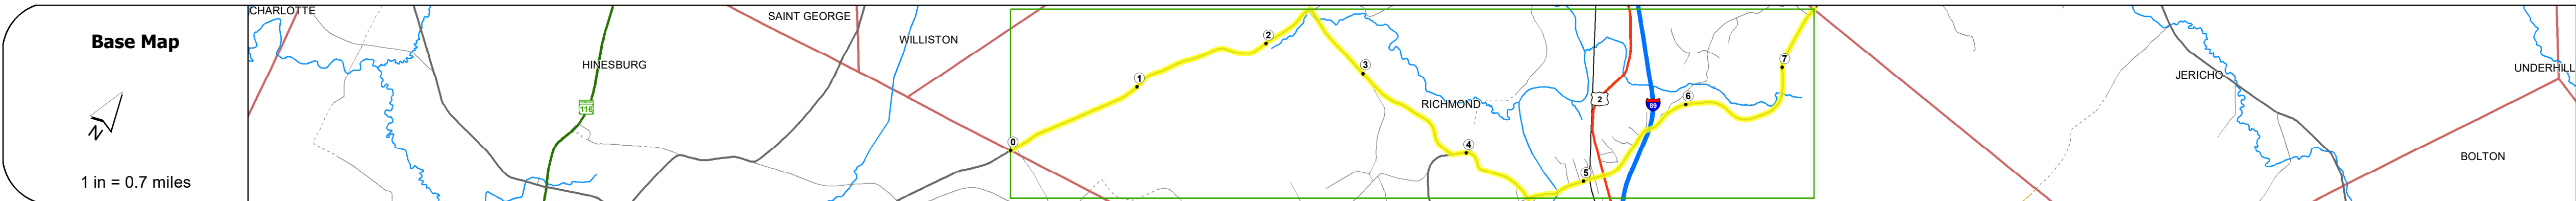 Base Map
N
1 in = 0.7 miles
CHARLOTTE
HINESBURG
116
SAINT GEORGE
WILLISTON
0
1
2
3
RICHMOND
4
5
2
89
6
7
JERICHO
UNDERHILL
BOLTON